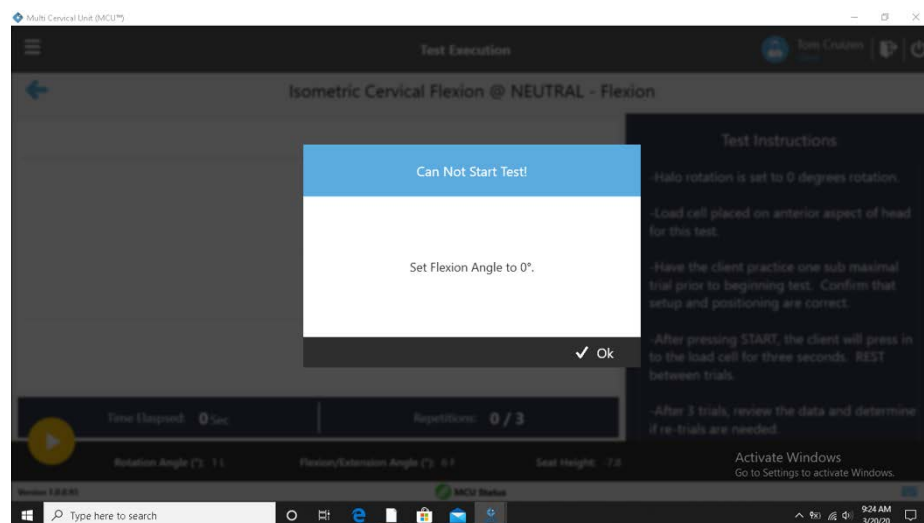 Multi Cervical Unit (MCU™)
Test Execution
Isometric Cervical Flexion @ NEUTRAL - Flexion
Can Not Start Test!
Set Flexion Angle to 0°.
Ok
Test Instructions
-Halo rotation is set to 0 degrees rotation.
-Load cell placed on anterior aspect of head
for this test.
-Have the client practice one sub maximal
trial prior to beginning test. Confirm that
setup and positioning are correct.
-After pressing START, the client will press in
to the load cell for three seconds. REST
between trials.
-After 3 trials, review the data and determine
if re-trials are needed.
Time Elapsed: 0 Sec
Repetitions: 0 / 3
Rotation Angle (°):
Flexion/Extension Angle (°):
Seat Height: -7.0
Activate Windows
Go to Settings to activate Windows.
MCU Status
Type here to search
9:24 AM
3/20/20